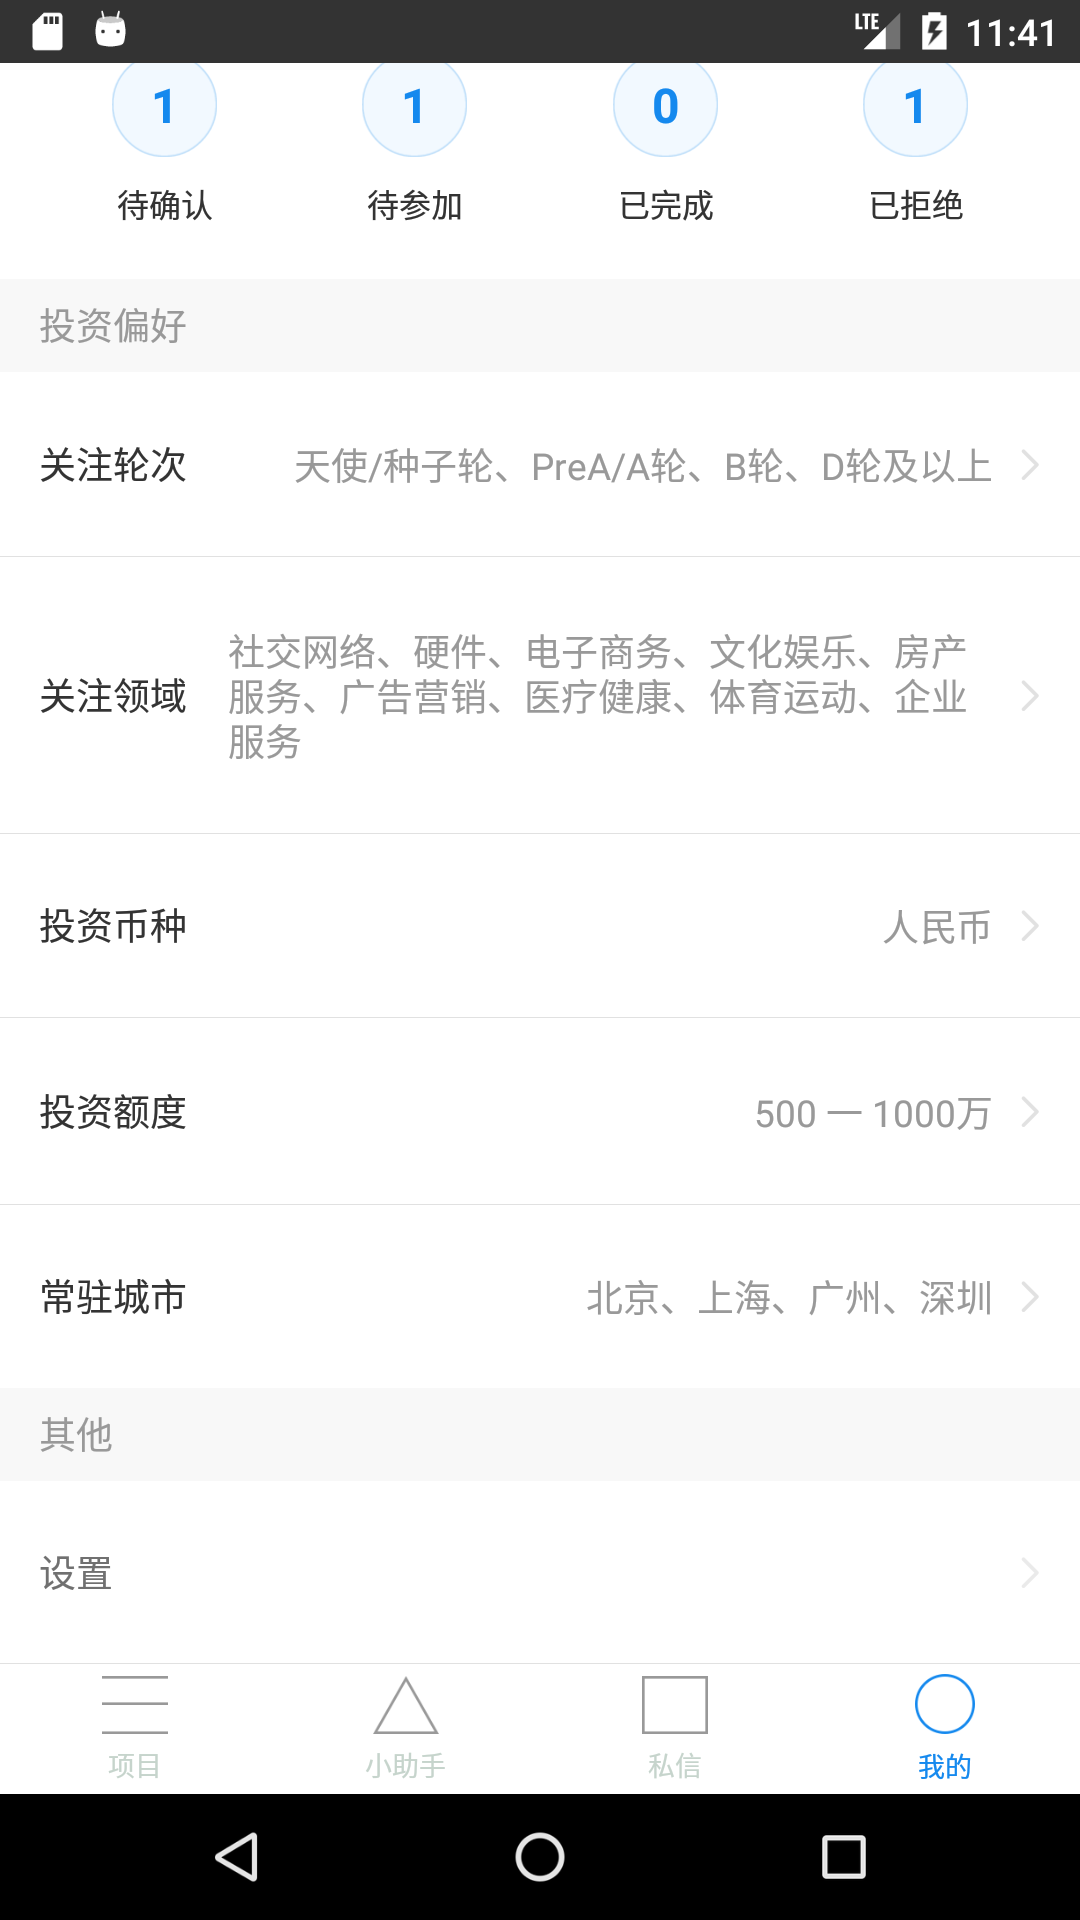 LTE 11:41
1 1 0 1
待确认 待参加 已完成 已拒绝
投资偏好
关注轮次 天使/种子轮、PreA/A轮、B轮、D轮及以上
社交网络、硬件、电子商务、文化娱乐、房产
关注领域 服务、广告营销、医疗健康、体育运动、企业
服务
投资币种 人民币
投资额度 500 一 1000万
常驻城市 北京、上海、广州、深圳
其他
设置
项目 小助手 私信 我的